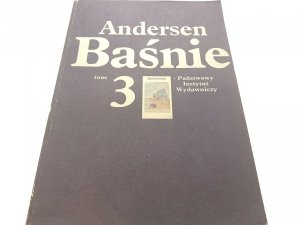 Andersen
Baśnie
tom 3
Państwowy
Instytut
Wydawniczy